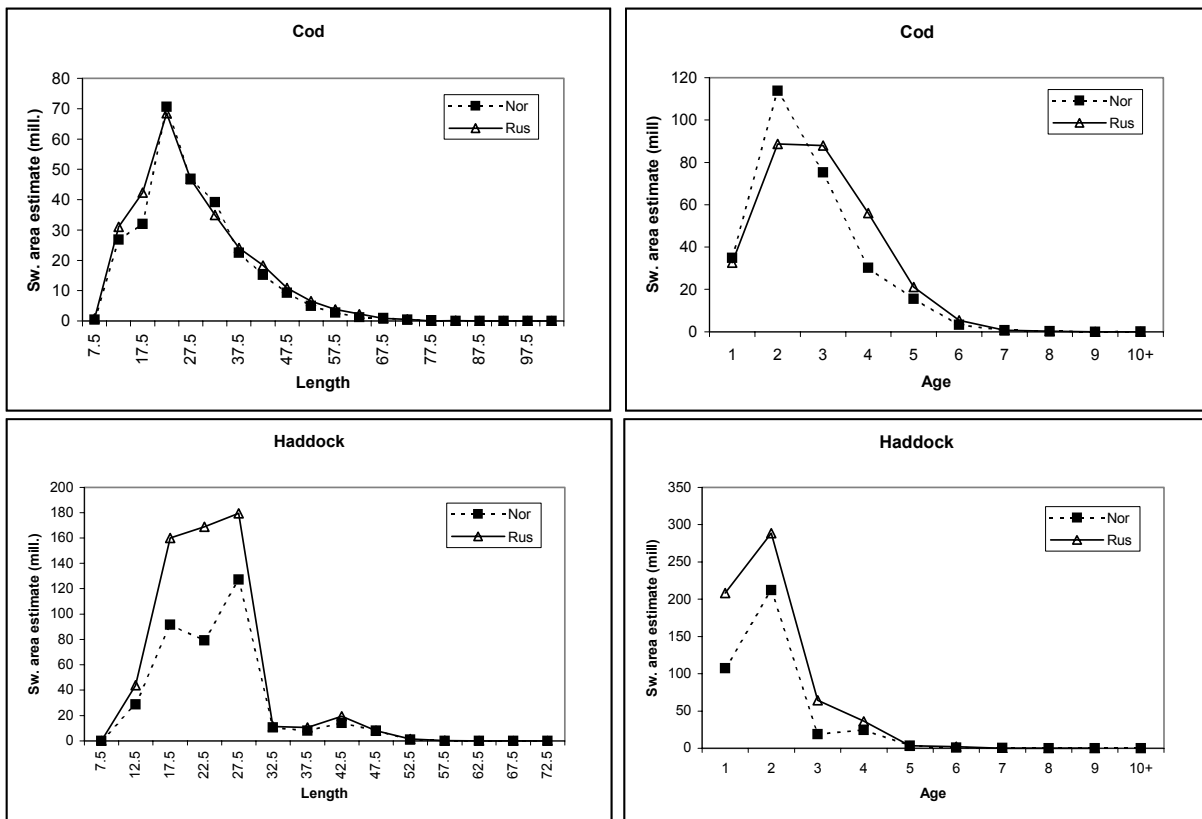 Cod
Sw. area estimate (mill.)
80
70
60
50
40
30
20
10
0
Nor
Rus
7.5
17.5
27.5
37.5
47.5
57.5
67.5
77.5
87.5
97.5
Length
Cod
Sw. area estimate (mill)
120
100
80
60
40
20
0
Nor
Rus
1 2 3 4 5 6 7 8 9 10+
Age
Haddock
Sw. area estimate (mill.)
200
180
160
140
120
100
80
60
40
20
0
Nor
Rus
7.5
12.5
17.5
22.5
27.5
32.5
37.5
42.5
47.5
52.5
57.5
62.5
67.5
72.5
Length
Haddock
Sw. area estimate (mill)
350
300
250
200
150
100
50
0
Nor
Rus
1 2 3 4 5 6 7 8 9 10+
Age